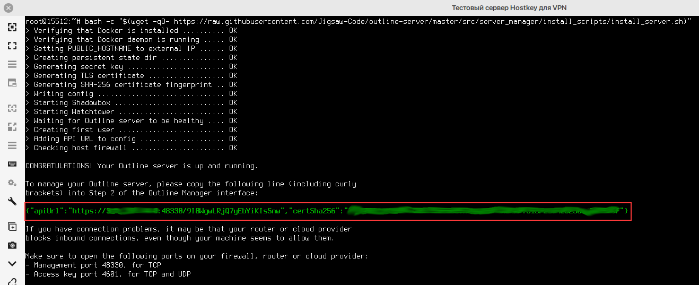 Тестовый сервер Hostkey для VPN
root@15512:~# bash -c "$(wget -qO- https://raw.githubusercontent.com/Jigsaw-Code/outline-server/master/src/server_manager/install_scripts/install_server.sh)"
> Verifying that Docker is installed .......... OK
> Verifying that Docker daemon is running ..... OK
> Setting PUBLIC_HOSTNAME to external IP ...... OK
> Creating persistent state dir ............... OK
> Generating secret key ....................... OK
> Generating TLS certificate .................. OK
> Generating SHA-256 certificate fingerprint .. OK
> Writing config .............................. OK
> Starting Shadowbox .......................... OK
> Starting Watchtower ......................... OK
> Waiting for Outline server to be healthy .... OK
> Creating first user ......................... OK
> Adding API URL to config .................... OK
> Checking host firewall ...................... OK
CONGRATULATIONS! Your Outline server is up and running.
To manage your Outline server, please copy the following line (including curly
brackets) into Step 2 of the Outline Manager interface:
{"apiUrl":"https:// ","certSha256":" "}
If you have connection problems, it may be that your router or cloud provider
blocks inbound connections, even though your machine seems to allow them.
Make sure to open the following ports on your firewall, router or cloud provider:
- Management port 48330, for TCP
- Access key port 4681, for TCP and UDP